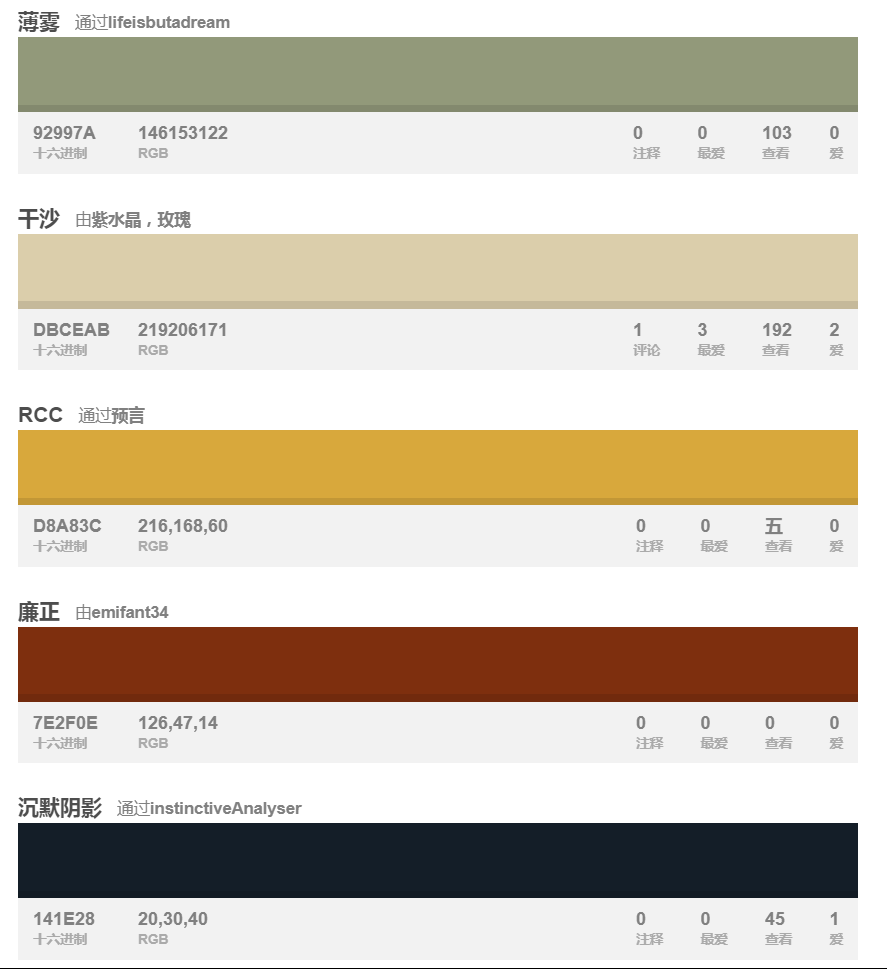 薄雾 通过lifeisbutadream
92997A 146153122 0 0 103 0
十六进制 RGB 注释 最爱 查看 爱
干沙 由紫水晶，玫瑰
DBCEAB 219206171 1 3 192 2
十六进制 RGB 评论 最爱 查看 爱
RCC 通过预言
D8A83C 216,168,60 0 0 五 0
十六进制 RGB 注释 最爱 查看 爱
廉正 由emifant34
7E2F0E 126,47,14 0 0 0 0
十六进制 RGB 注释 最爱 查看 爱
沉默阴影 通过instinctiveAnalyser
141E28 20,30,40 0 0 45 1
十六进制 RGB 注释 最爱 查看 爱